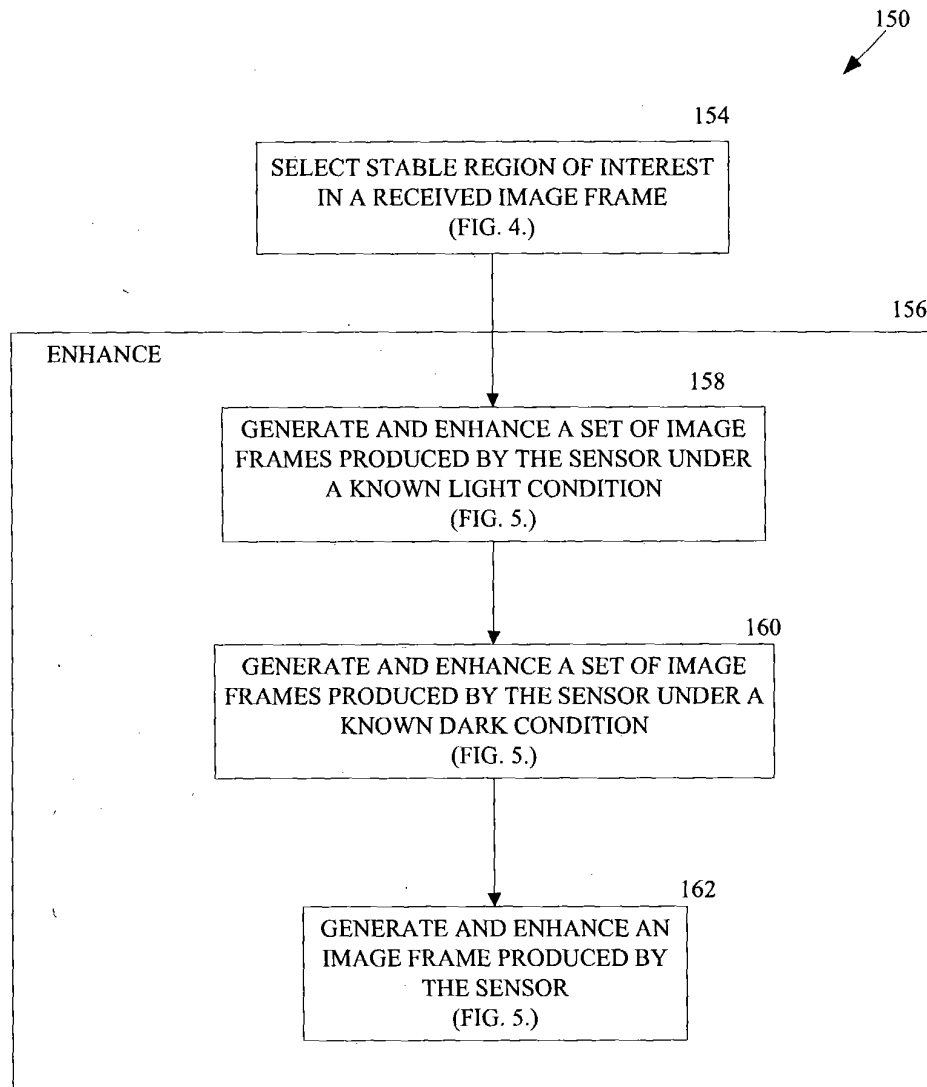 150
154
SELECT STABLE REGION OF INTEREST
IN A RECEIVED IMAGE FRAME
(FIG. 4.)
156
ENHANCE
158
GENERATE AND ENHANCE A SET OF IMAGE
FRAMES PRODUCED BY THE SENSOR UNDER
A KNOWN LIGHT CONDITION
(FIG. 5.)
160
GENERATE AND ENHANCE A SET OF IMAGE
FRAMES PRODUCED BY THE SENSOR UNDER A
KNOWN DARK CONDITION
(FIG. 5.)
162
GENERATE AND ENHANCE AN
IMAGE FRAME PRODUCED BY
THE SENSOR
(FIG. 5.)